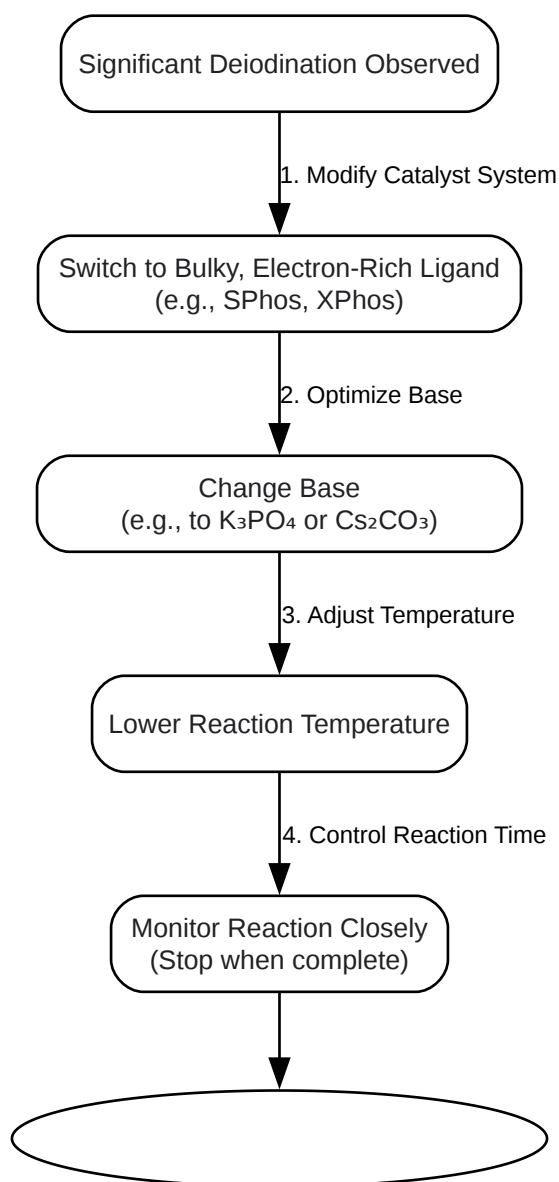 Significant Deiodination Observed
1. Modify Catalyst System
Switch to Bulky, Electron-Rich Ligand
(e.g., SPhos, XPhos)
2. Optimize Base
Change Base
(e.g., to K₃PO₄ or Cs₂CO₃)
3. Adjust Temperature
Lower Reaction Temperature
4. Control Reaction Time
Monitor Reaction Closely
(Stop when complete)